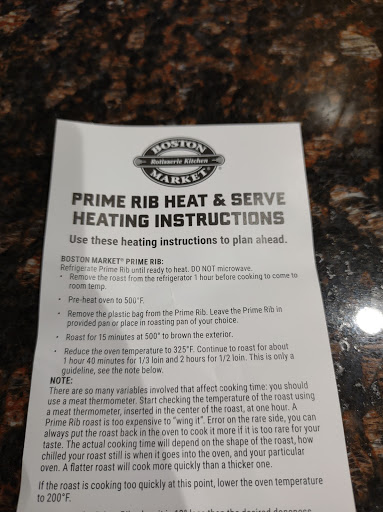 BOSTON
Rotisserie Kitchen
MARKET®
PRIME RIB HEAT & SERVE
HEATING INSTRUCTIONS
Use these heating instructions to plan ahead.
BOSTON MARKET® PRIME RIB:
Refrigerate Prime Rib until ready to heat. DO NOT microwave.
• Remove the roast from the refrigerator 1 hour before cooking to come to
room temp.
• Pre-heat oven to 500°F.
• Remove the plastic bag from the Prime Rib. Leave the Prime Rib in
provided pan or place in roasting pan of your choice.
• Roast for 15 minutes at 500° to brown the exterior.
• Reduce the oven temperature to 325°F. Continue to roast for about
1 hour 40 minutes for 1/3 loin and 2 hours for 1/2 loin. This is only a
guideline, see the note below.
NOTE:
There are so many variables involved that affect cooking time: you should
use a meat thermometer. Start checking the temperature of the roast using
a meat thermometer, inserted in the center of the roast, at one hour. A
Prime Rib roast is too expensive to "wing it". Error on the rare side, you can
always put the roast back in the oven to cook it more if it is too rare for your
taste. The actual cooking time will depend on the shape of the roast, how
chilled your roast still is when it goes into the oven, and your particular
oven. A flatter roast will cook more quickly than a thicker one.
If the roast is cooking too quickly at this point, lower the oven temperature
to 200°F.